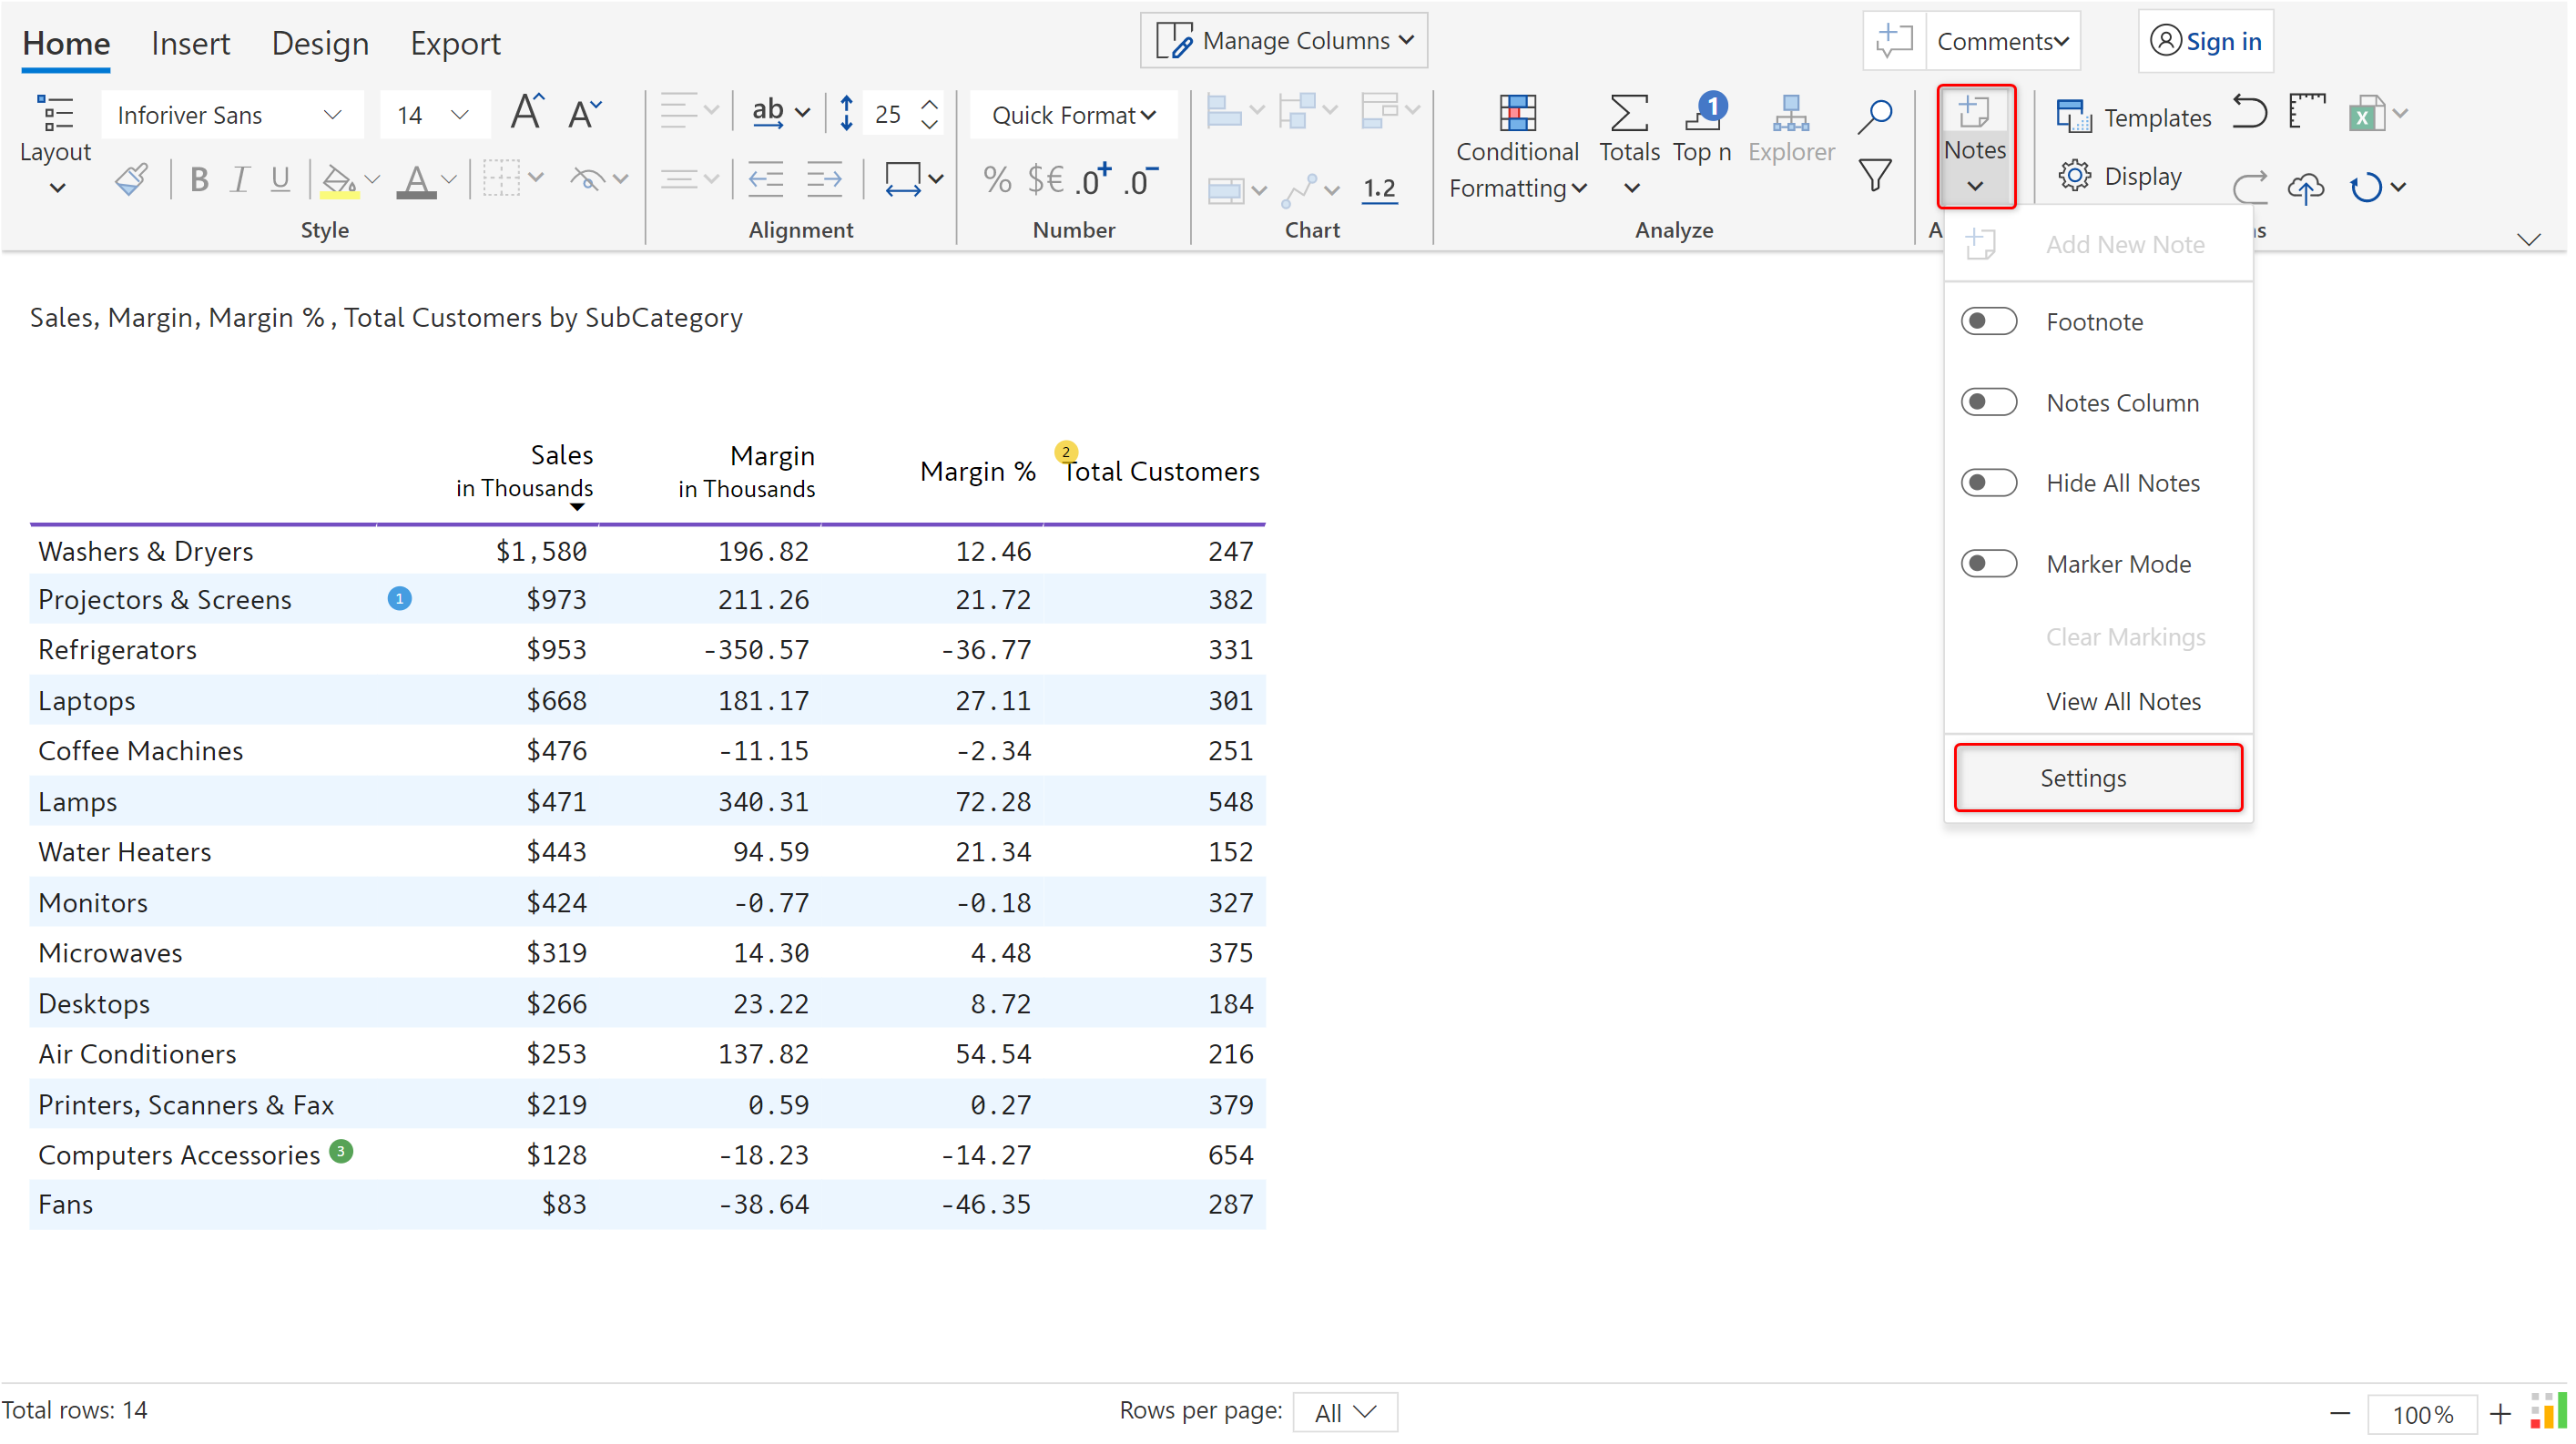 Home Insert Design Export Manage Columns Comments Sign in
Inforiver Sans 14 ab 25 Quick Format 1 Templates
Layout Conditional Totals Top n Explorer Notes
B I U A % $€ .0+ .0- 1.2 Formatting Display
Style Alignment Number Chart Analyze
Add New Note
Footnote
Notes Column
Hide All Notes
Marker Mode
Clear Markings
View All Notes
Settings
Sales, Margin, Margin % , Total Customers by SubCategory
Sales Margin Margin % 2 Total Customers
in Thousands in Thousands
Washers & Dryers $1,580 196.82 12.46 247
Projectors & Screens 1 $973 211.26 21.72 382
Refrigerators $953 -350.57 -36.77 331
Laptops $668 181.17 27.11 301
Coffee Machines $476 -11.15 -2.34 251
Lamps $471 340.31 72.28 548
Water Heaters $443 94.59 21.34 152
Monitors $424 -0.77 -0.18 327
Microwaves $319 14.30 4.48 375
Desktops $266 23.22 8.72 184
Air Conditioners $253 137.82 54.54 216
Printers, Scanners & Fax $219 0.59 0.27 379
Computers Accessories 3 $128 -18.23 -14.27 654
Fans $83 -38.64 -46.35 287
Total rows: 14 Rows per page: All 100%